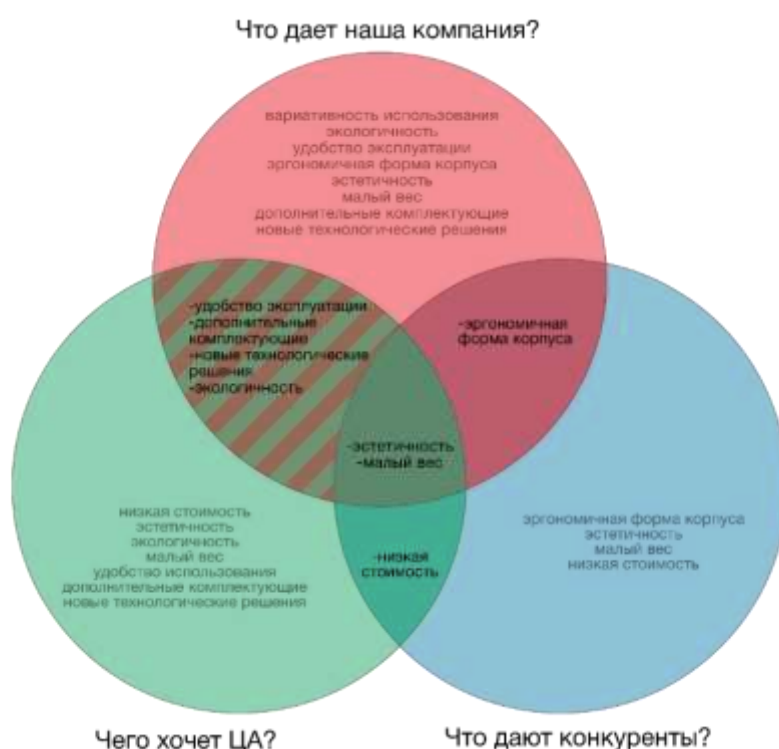 Что дает наша компания?
вариативность использования
экологичность
удобство эксплуатации
эргономичная форма корпуса
эстетичность
малый вес
дополнительные комплектующие
новые технологические решения
-удобство эксплуатации
-дополнительные
комплектующие
-новые технологические
решения
-экологичность
-эргономичная
форма корпуса
-эстетичность
-малый вес
низкая стоимость
эстетичность
экологичность
малый вес
удобство использования
дополнительные комплектующие
новые технологические решения
-низкая
стоимость
эргономичная форма корпуса
эстетичность
малый вес
низкая стоимость
Чего хочет ЦА?
Что дают конкуренты?